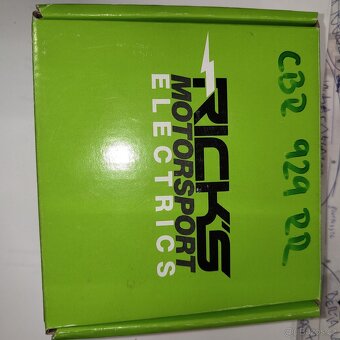 RICK'S
MOTORSPORT
ELECTRICS
CBR 929 RR